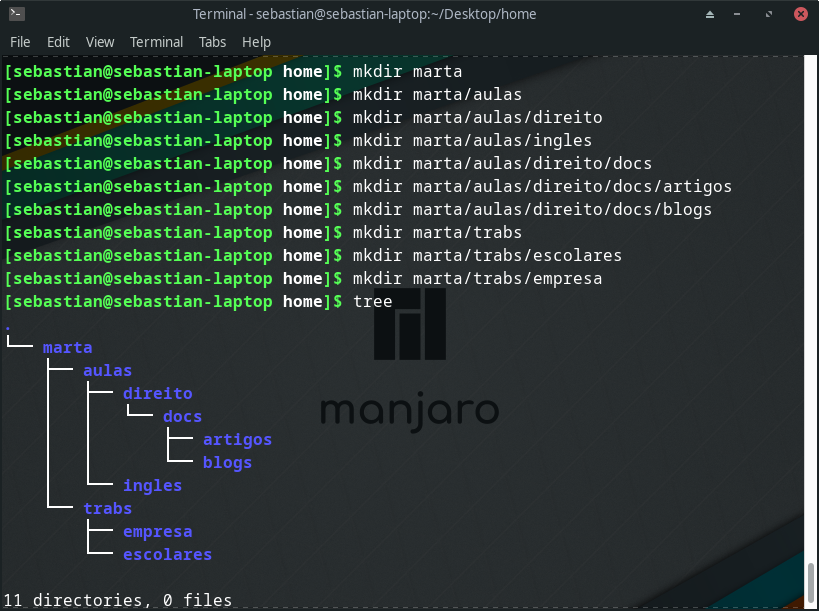 Terminal - sebastian@sebastian-laptop:~/Desktop/home
File Edit View Terminal Tabs Help
[sebastian@sebastian-laptop home]$ mkdir marta
[sebastian@sebastian-laptop home]$ mkdir marta/aulas
[sebastian@sebastian-laptop home]$ mkdir marta/aulas/direito
[sebastian@sebastian-laptop home]$ mkdir marta/aulas/ingles
[sebastian@sebastian-laptop home]$ mkdir marta/aulas/direito/docs
[sebastian@sebastian-laptop home]$ mkdir marta/aulas/direito/docs/artigos
[sebastian@sebastian-laptop home]$ mkdir marta/aulas/direito/docs/blogs
[sebastian@sebastian-laptop home]$ mkdir marta/trabs
[sebastian@sebastian-laptop home]$ mkdir marta/trabs/escolares
[sebastian@sebastian-laptop home]$ mkdir marta/trabs/empresa
[sebastian@sebastian-laptop home]$ tree
.
└── marta
    ├── aulas
    │   ├── direito
    │   │   └── docs
    │   │       ├── artigos
    │   │       └── blogs
    │   └── ingles
    └── trabs
        ├── empresa
        └── escolares
manjaro
11 directories, 0 files